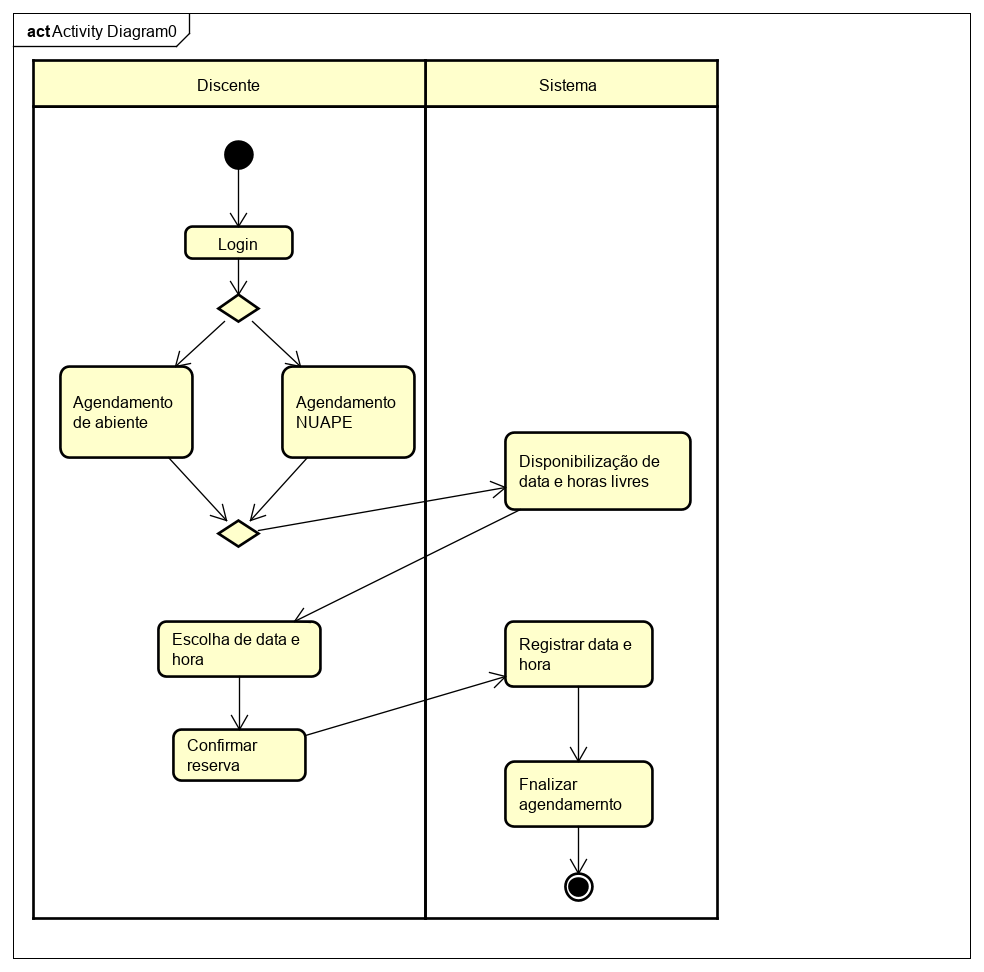 act Activity Diagram0
Discente
Sistema
Login
Agendamento
de abiente
Agendamento
NUAPE
Disponibilização de
data e horas livres
Escolha de data e
hora
Registrar data e
hora
Confirmar
reserva
Fnalizar
agendamernto